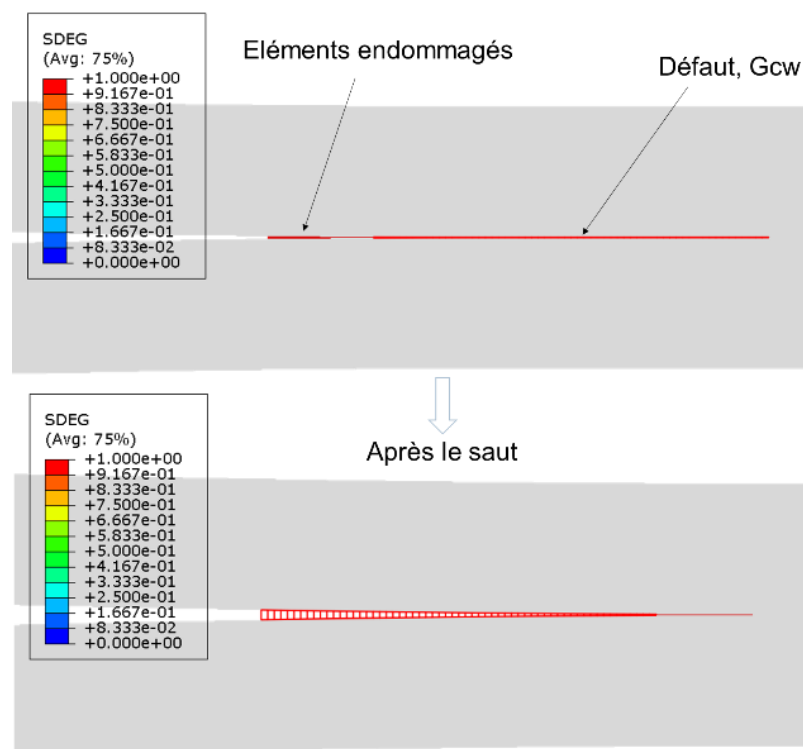 SDEG
(Avg: 75%)
+1.000e+00
+9.167e-01
+8.333e-01
+7.500e-01
+6.667e-01
+5.833e-01
+5.000e-01
+4.167e-01
+3.333e-01
+2.500e-01
+1.667e-01
+8.333e-02
+0.000e+00
Eléments endommagés
Défaut, Gcw
Après le saut
SDEG
(Avg: 75%)
+1.000e+00
+9.167e-01
+8.333e-01
+7.500e-01
+6.667e-01
+5.833e-01
+5.000e-01
+4.167e-01
+3.333e-01
+2.500e-01
+1.667e-01
+8.333e-02
+0.000e+00